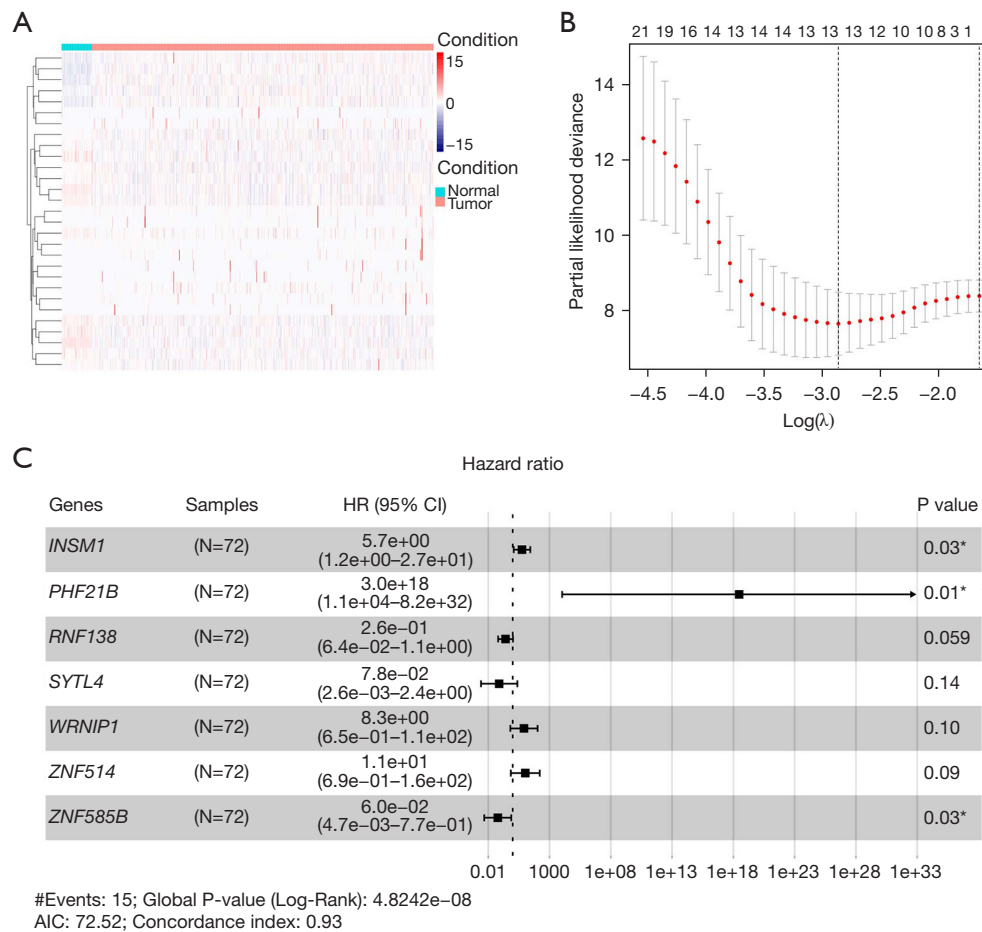 A
Condition
15
0
−15
Condition
Normal
Tumor
B
21 19 16 14 13 14 14 13 13 13 12 10 10 8 3 1
Partial likelihood deviance
14
12
10
8
−4.5 −4.0 −3.5 −3.0 −2.5 −2.0
Log(λ)
C
Hazard ratio
Genes Samples HR (95% CI) P value
INSM1 (N=72) 5.7e+00 0.03*
(1.2e+00–2.7e+01)
PHF21B (N=72) 3.0e+18 0.01*
(1.1e+04–8.2e+32)
RNF138 (N=72) 2.6e−01 0.059
(6.4e−02–1.1e+00)
SYTL4 (N=72) 7.8e−02 0.14
(2.6e−03–2.4e+00)
WRNIP1 (N=72) 8.3e+00 0.10
(6.5e−01–1.1e+02)
ZNF514 (N=72) 1.1e+01 0.09
(6.9e−01–1.6e+02)
ZNF585B (N=72) 6.0e−02 0.03*
(4.7e−03–7.7e−01)
0.01 1000 1e+08 1e+13 1e+18 1e+23 1e+28 1e+33
#Events: 15; Global P-value (Log-Rank): 4.8242e−08
AIC: 72.52; Concordance index: 0.93